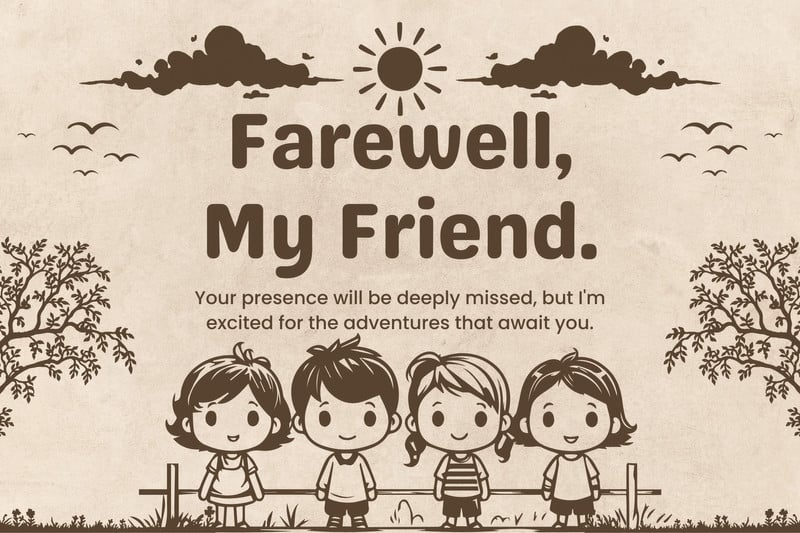 Farewell,
My Friend.
Your presence will be deeply missed, but I'm
excited for the adventures that await you.